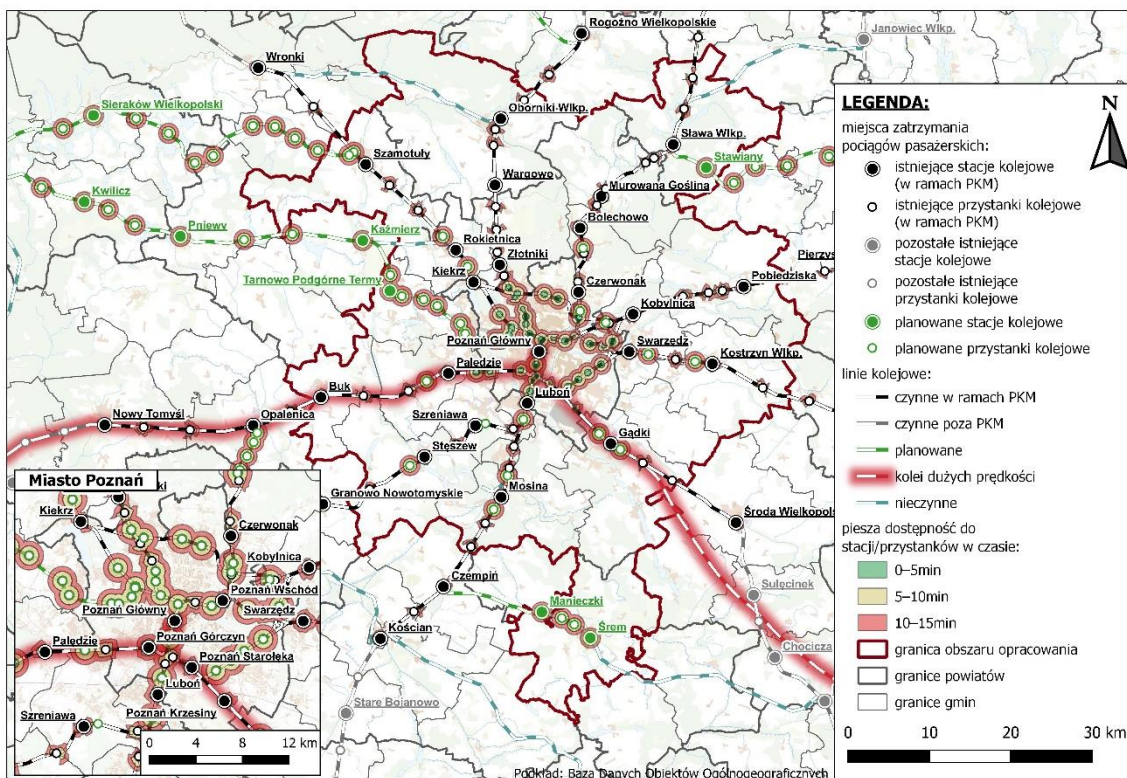 Rogoźno Wielkopolskie
Janowiec Wlkp.
Wronki
Sieraków Wielkopolski
Oborniki Wlkp.
Sława Wlkp.
Szamotuły
Stawiany
Wargowo
Murowana Goślina
Kwilicz
Bolechowo
Pniewy
Kaźmierz
Rokietnica
Złotniki
Pierzys
Kiekrz
Pobiedziska
Tarnowo Podgórne Termy
Czerwonak
Kobylnica
Poznań Główny
Swarzędz
Paledzie
Kostrzyn Wlkp.
Buk
Luboń
Nowy Tomyśl
Opalenica
Szreniawa
Gądki
Stęszew
Granowo Nowotomyskie
Mosina
Środa Wielkopols
Czempiń
Sulęcinek
Manieczki
Kościan
Śrem
Chocicza
Stare Bojanowo
Podkład: Baza Danych Obiektów Ogólnogeograficznych
Miasto Poznań
ki
Kiekrz
Czerwonak
Kobylnica
Poznań Wschód
Poznań Główny
Swarzędz
Paledzie
Poznań Górczyn
Poznań Starołęka
Luboń
Szreniawa
Poznań Krzesiny
0 4 8 12 km
LEGENDA:
N
miejsca zatrzymania
pociągów pasażerskich:
istniejące stacje kolejowe
(w ramach PKM)
istniejące przystanki kolejowe
(w ramach PKM)
pozostałe istniejące
stacje kolejowe
pozostałe istniejące
przystanki kolejowe
planowane stacje kolejowe
planowane przystanki kolejowe
linie kolejowe:
czynne w ramach PKM
czynne poza PKM
planowane
kolei dużych prędkości
nieczynne
piesza dostępność do
stacji/przystanków w czasie:
0–5min
5–10min
10–15min
granica obszaru opracowania
granice powiatów
granice gmin
0 10 20 30 km